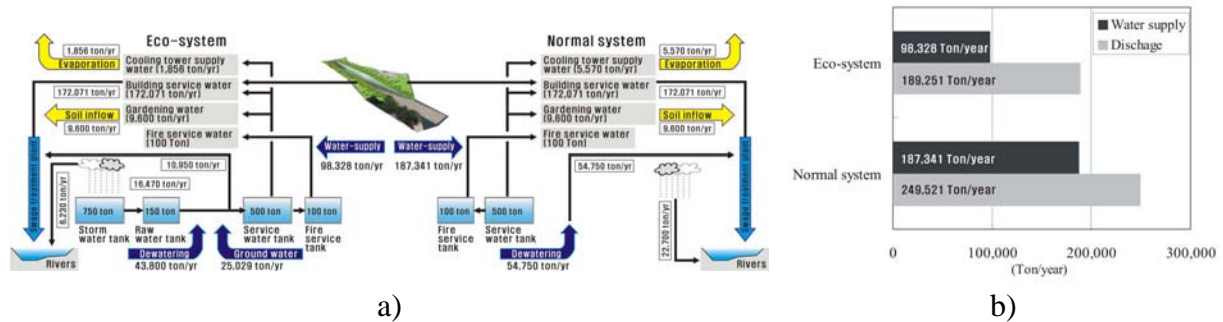 Eco-system
1,856 ton/yr
Evaporation
Cooling tower supply
water (1,856 ton/yr)
Building service water
(172,071 ton/yr)
172,071 ton/yr
Soil inflow
9,600 ton/yr
Gardening water
(9,600 ton/yr)
Fire service water
(100 Ton)
Water-supply
98,328 ton/yr
10,950 ton/yr
16,470 ton/yr
6,230 ton/yr
Swage treatment plant
750 ton
150 ton
500 ton
100 ton
Storm
water tank
Raw
water tank
Service
water tank
Fire
service
tank
Dewatering
43,800 ton/yr
Ground water
25,029 ton/yr
Rivers
Normal system
Cooling tower supply
water (5,570 ton/yr)
5,570 ton/yr
Evaporation
Building service water
(172,071 ton/yr)
172,071 ton/yr
Gardening water
(9,600 ton/yr)
Soil inflow
9,600 ton/yr
Fire service water
(100 Ton)
Water-supply
187,341 ton/yr
54,750 ton/yr
100 ton
500 ton
Fire
service
tank
Service
water tank
Dewatering
54,750 ton/yr
22,700 ton/yr
Swage treatment plant
Rivers
a)
Water supply
Dischage
Eco-system
98,328 Ton/year
189,251 Ton/year
Normal system
187,341 Ton/year
249,521 Ton/year
0
100,000
200,000
300,000
(Ton/year)
b)